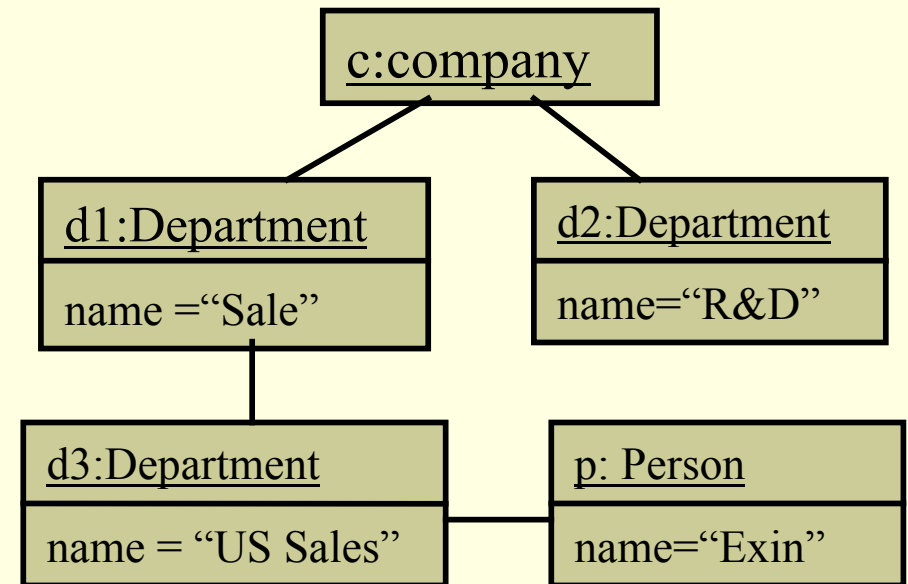 c:company
d1:Department
name =“Sale”
d2:Department
name=“R&D”
d3:Department
name = “US Sales”
p: Person
name=“Exin”